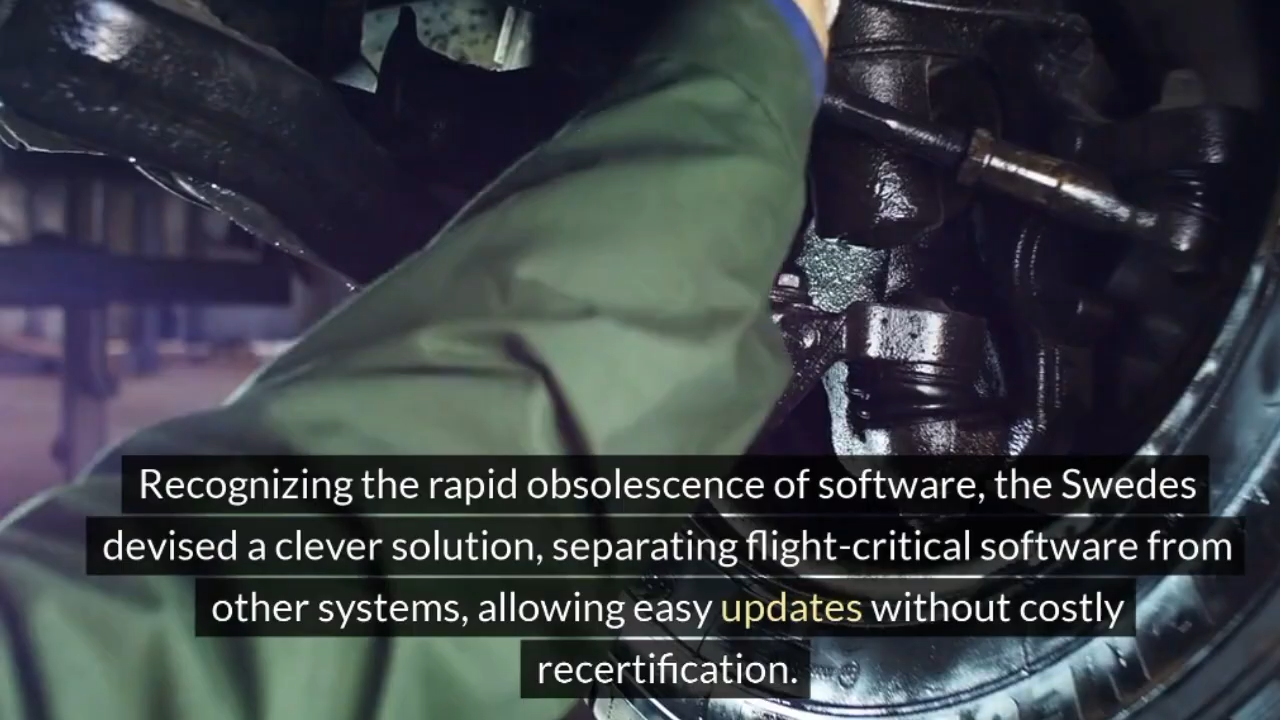 Recognizing the rapid obsolescence of software, the Swedes
devised a clever solution, separating flight-critical software from
other systems, allowing easy updates without costly
recertification.